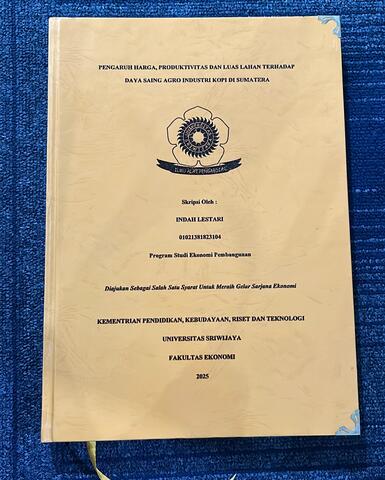 PENGARUH HARGA, PRODUKTIVITAS DAN LUAS LAHAN TERHADAP
DAYA SAING AGRO INDUSTRI KOPI DI SUMATERA
ILMU ALAT PENGABDIAN
Skripsi Oleh :
INDAH LESTARI
01021381823104
Program Studi Ekonomi Pembangunan
Diajukan Sebagai Salah Satu Syarat Untuk Meraih Gelar Sarjana Ekonomi
KEMENTRIAN PENDIDIKAN, KEBUDAYAAN, RISET DAN TEKNOLOGI
UNIVERSITAS SRIWIJAYA
FAKULTAS EKONOMI
2025